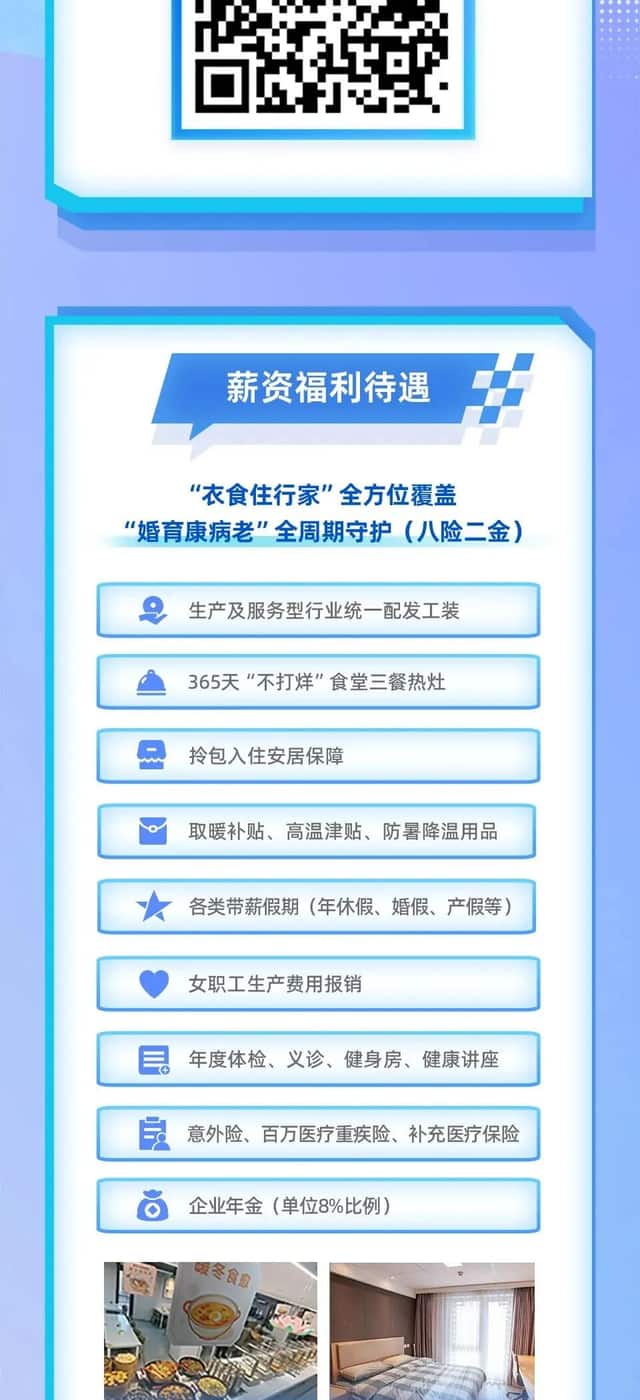 薪资福利待遇
“衣食住行家”全方位覆盖
“婚育康病老”全周期守护（八险二金）
生产及服务型行业统一配发工装
365天“不打烊”食堂三餐热灶
拎包入住安居保障
取暖补贴、高温津贴、防暑降温用品
各类带薪假期（年休假、婚假、产假等）
女职工生产费用报销
年度体检、义诊、健身房、健康讲座
意外险、百万医疗重疾险、补充医疗保险
企业年金（单位8%比例）
暖冬食堂